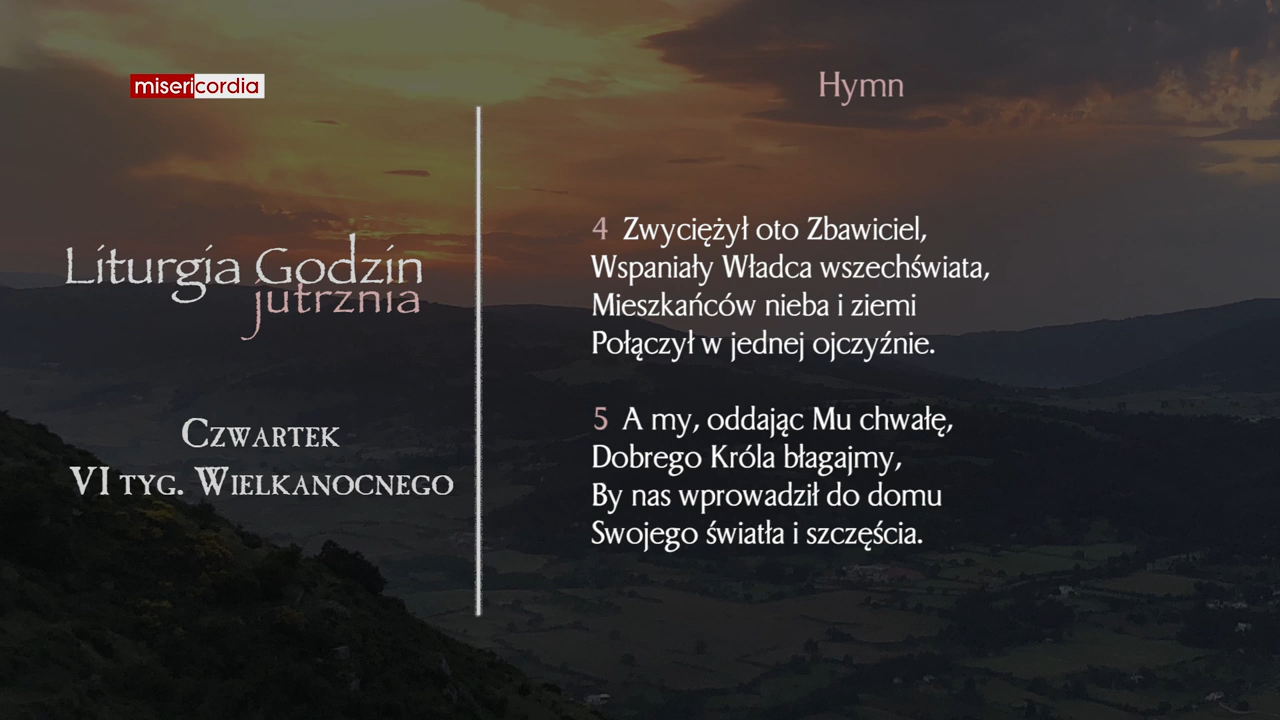 misericordia
Liturgia Godzin
jutrznia
Czwartek
VI tyg. Wielkanocnego
Hymn
4 Zwyciężył oto Zbawiciel,
Wspaniały Władca wszechświata,
Mieszkańców nieba i ziemi
Połączył w jednej ojczyźnie.
5 A my, oddając Mu chwałę,
Dobrego Króla błagajmy,
By nas wprowadził do domu
Swojego światła i szczęścia.